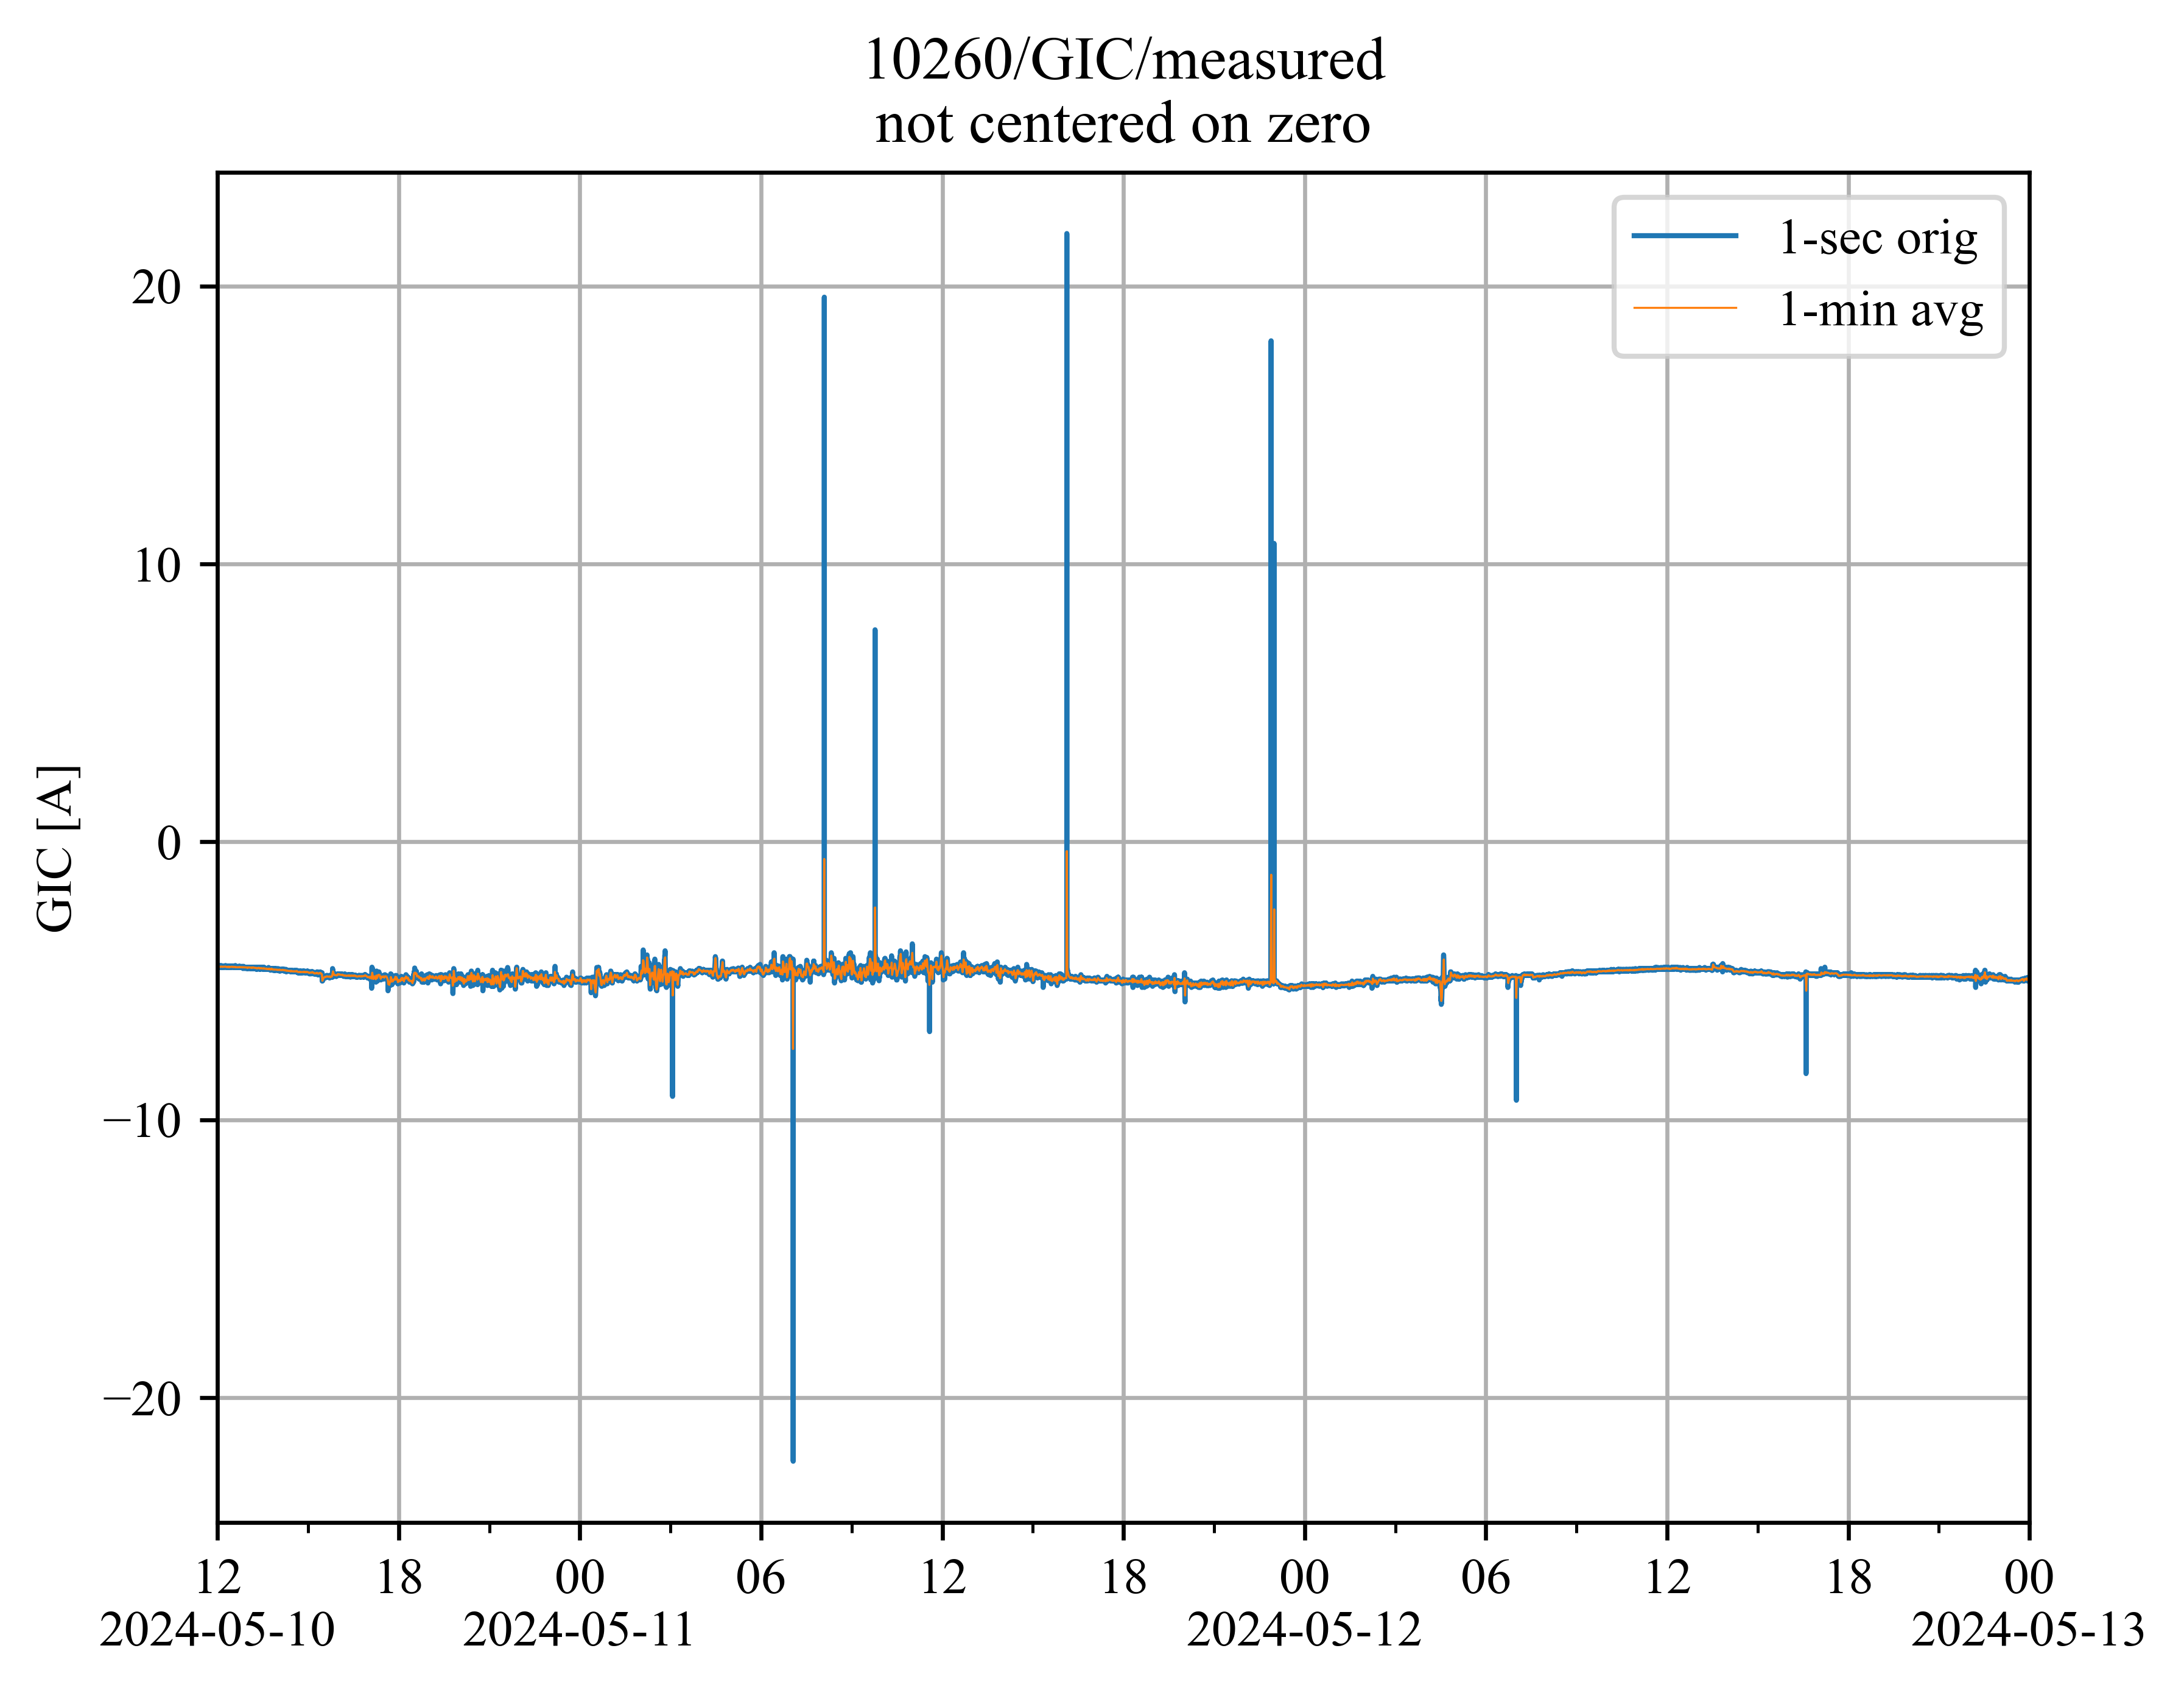 10260/GIC/measured
not centered on zero
1-sec orig
1-min avg
20
10
0
−10
−20
GIC [A]
12 18 00 06 12 18 00 06 12 18 00
2024-05-10 2024-05-11 2024-05-12 2024-05-13